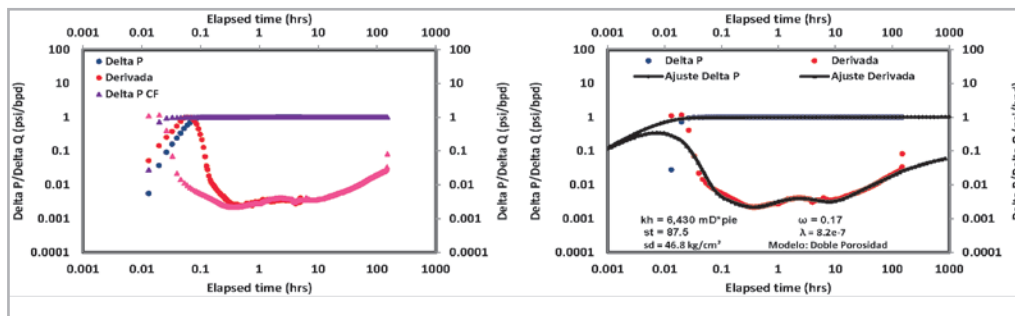 Elapsed time (hrs)
0.001 0.01 0.1 1 10 100 1000
100
10
1
0.1
0.01
0.001
0.0001
Delta P/Delta Q (psi/bpd)
Delta P
Derivada
Delta P CF
100
10
1
0.1
0.01
0.001
0.0001
Delta P/Delta Q (psi/bpd)
0.001 0.01 0.1 1 10 100 1000
Elapsed time (hrs)
Elapsed time (hrs)
0.001 0.01 0.1 1 10 100 1000
100
10
1
0.1
0.01
0.001
0.0001
Delta P/Delta Q (psi/bpd)
Delta P Derivada
Ajuste Delta P Ajuste Derivada
kh = 6,430 mD*pie ω = 0.17
st = 87.5 λ = 8.2e-7
sd = 46.8 kg/cm² Modelo: Doble Porosidad
100
10
1
0.1
0.01
0.001
0.0001
Delta P/Delta Q (psi/bpd)
0.001 0.01 0.1 1 10 100 1000
Elapsed time (hrs)